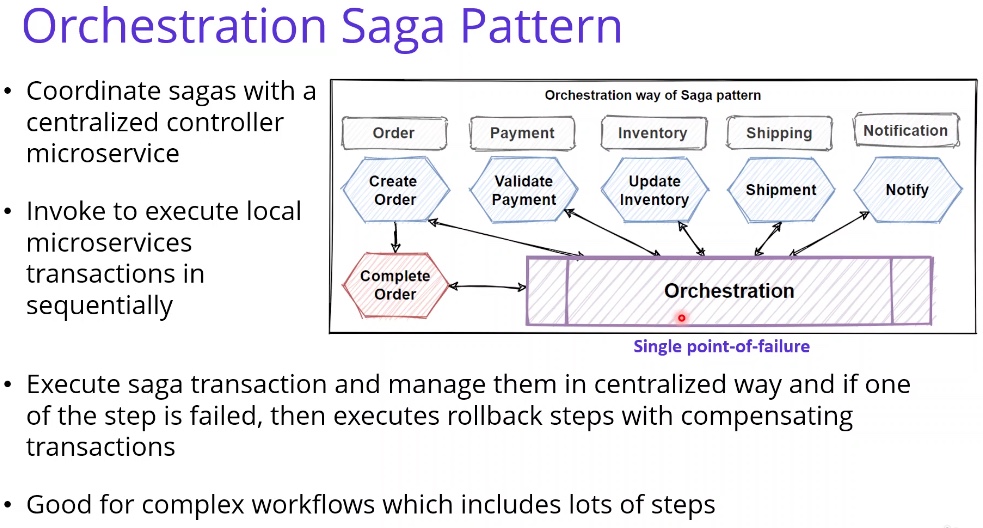 Orchestration Saga Pattern
• Coordinate sagas with a
centralized controller
microservice
• Invoke to execute local
microservices
transactions in
sequentially
Orchestration way of Saga pattern
Order
Payment
Inventory
Shipping
Notification
Create
Order
Validate
Payment
Update
Inventory
Shipment
Notify
Complete
Order
Orchestration
Single point-of-failure
• Execute saga transaction and manage them in centralized way and if one
of the step is failed, then executes rollback steps with compensating
transactions
• Good for complex workflows which includes lots of steps